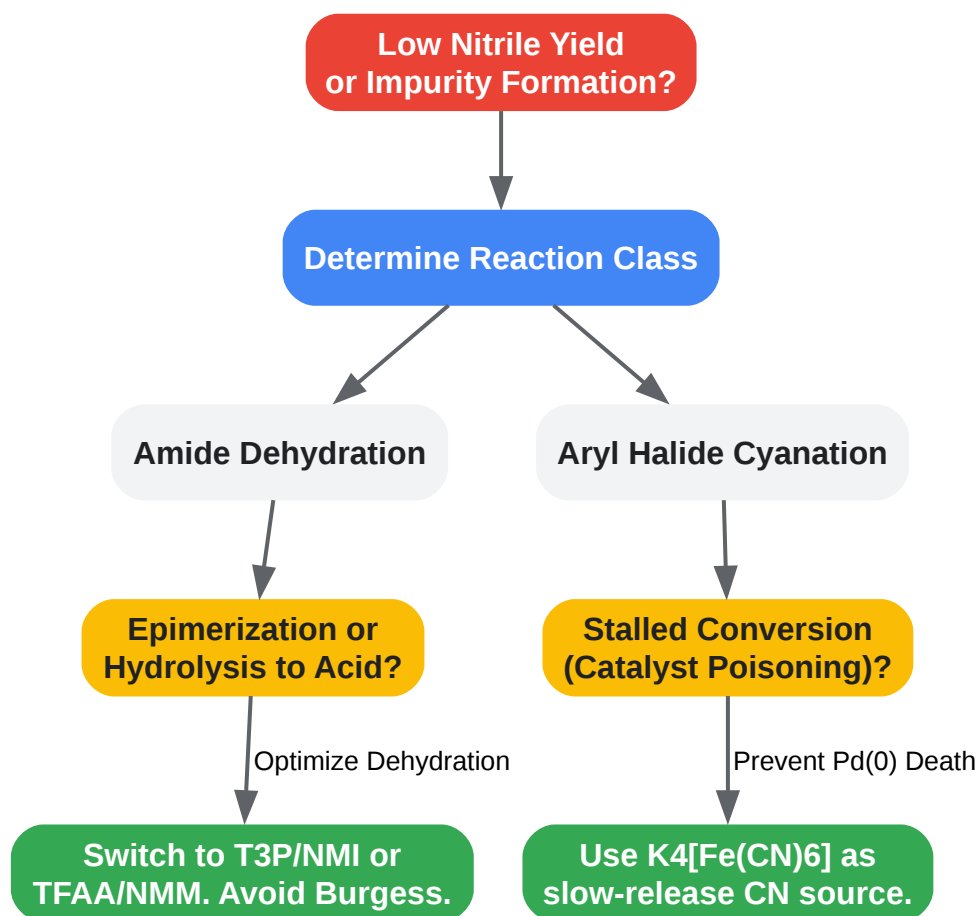 Low Nitrile Yield
or Impurity Formation?
Determine Reaction Class
Amide Dehydration
Aryl Halide Cyanation
Epimerization or
Hydrolysis to Acid?
Stalled Conversion
(Catalyst Poisoning)?
Optimize Dehydration
Prevent Pd(0) Death
Switch to T3P/NMI or
TFAA/NMM. Avoid Burgess.
Use K4[Fe(CN)6] as
slow-release CN source.